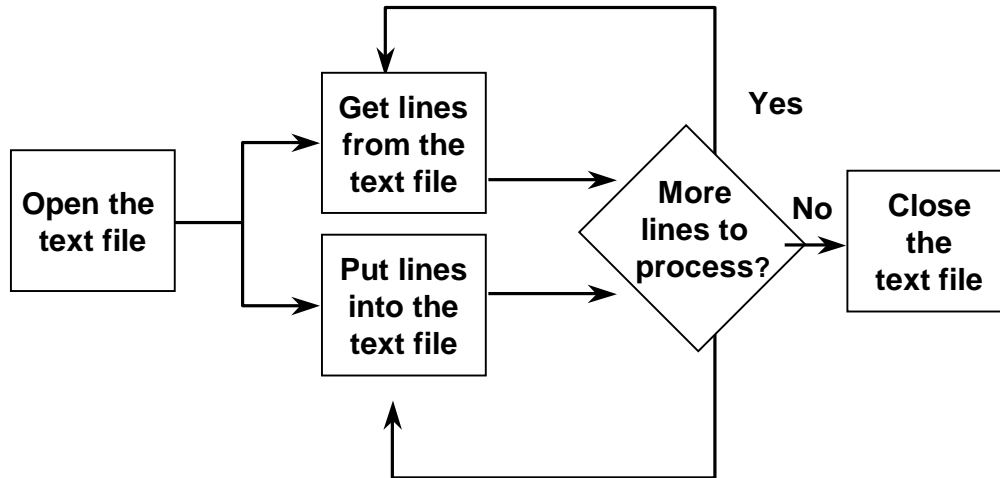 Open the
text file
Get lines
from the
text file
Put lines
into the
text file
More
lines to
process?
Yes
No
Close
the
text file